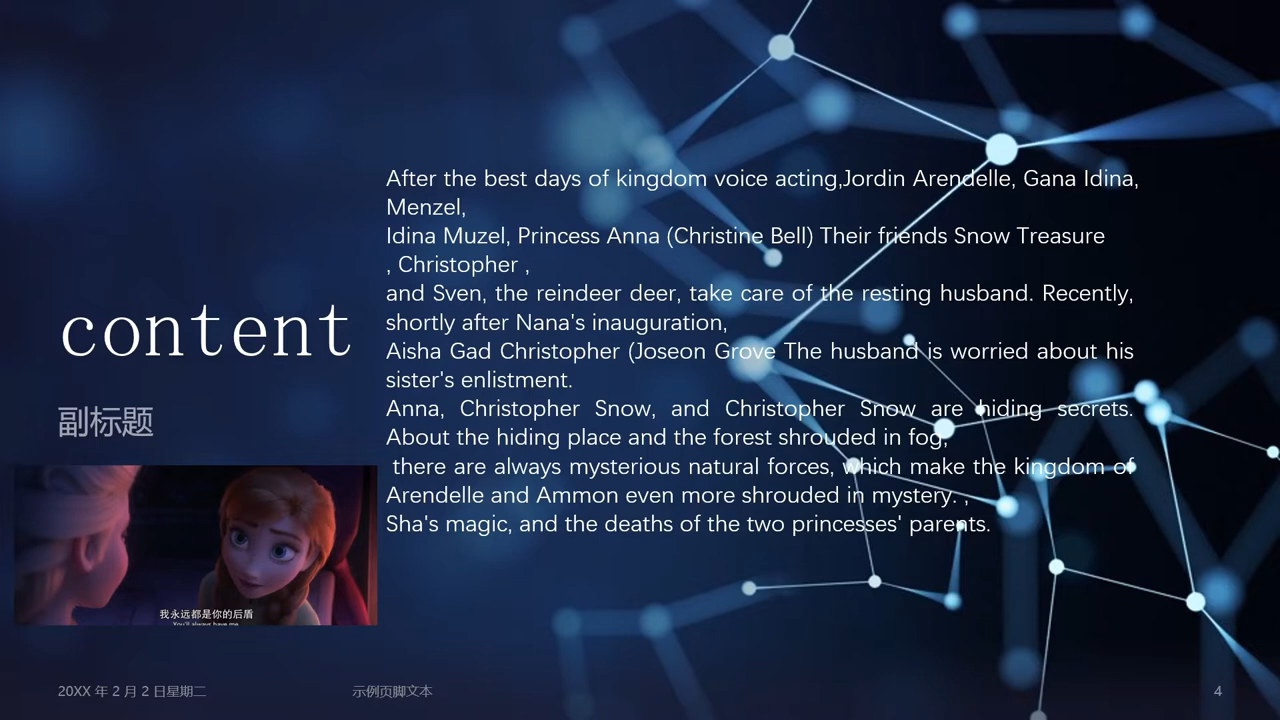 After the best days of kingdom voice acting,Jordin Arendelle, Gana Idina,
Menzel,
Idina Muzel, Princess Anna (Christine Bell) Their friends Snow Treasure
, Christopher ,
and Sven, the reindeer deer, take care of the resting husband. Recently,
shortly after Nana's inauguration,
Aisha Gad Christopher (Joseon Grove The husband is worried about his
sister's enlistment.
Anna, Christopher Snow, and Christopher Snow are hiding secrets.
About the hiding place and the forest shrouded in fog,
there are always mysterious natural forces, which make the kingdom of
Arendelle and Ammon even more shrouded in mystery. ,
Sha's magic, and the deaths of the two princesses' parents.
content
副标题
我永远都是你的后盾
You'll always have me
20XX 年 2 月 2 日星期二
示例页脚文本
4